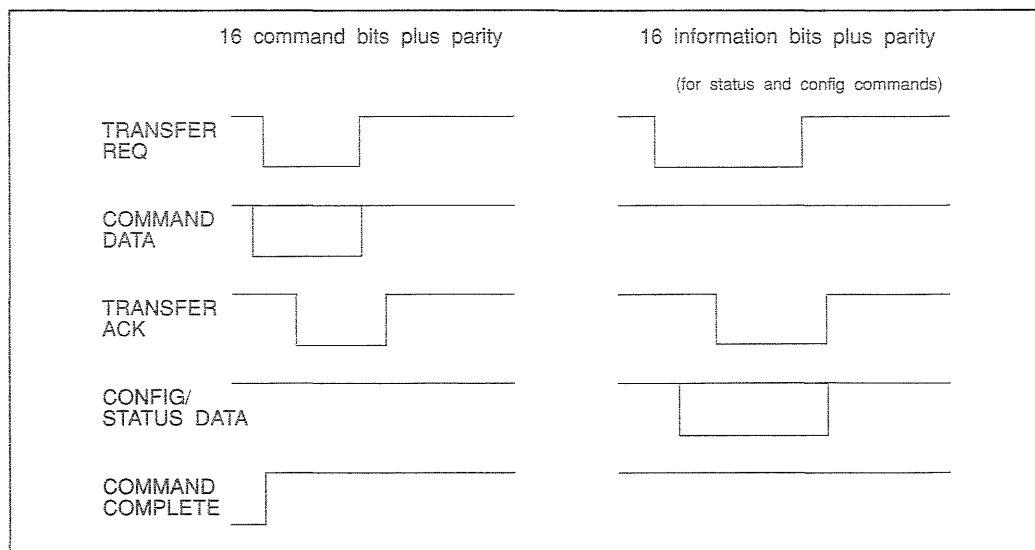 16 command bits plus parity
16 information bits plus parity
(for status and config commands)
TRANSFER
REQ
COMMAND
DATA
TRANSFER
ACK
CONFIG/
STATUS DATA
COMMAND
COMPLETE